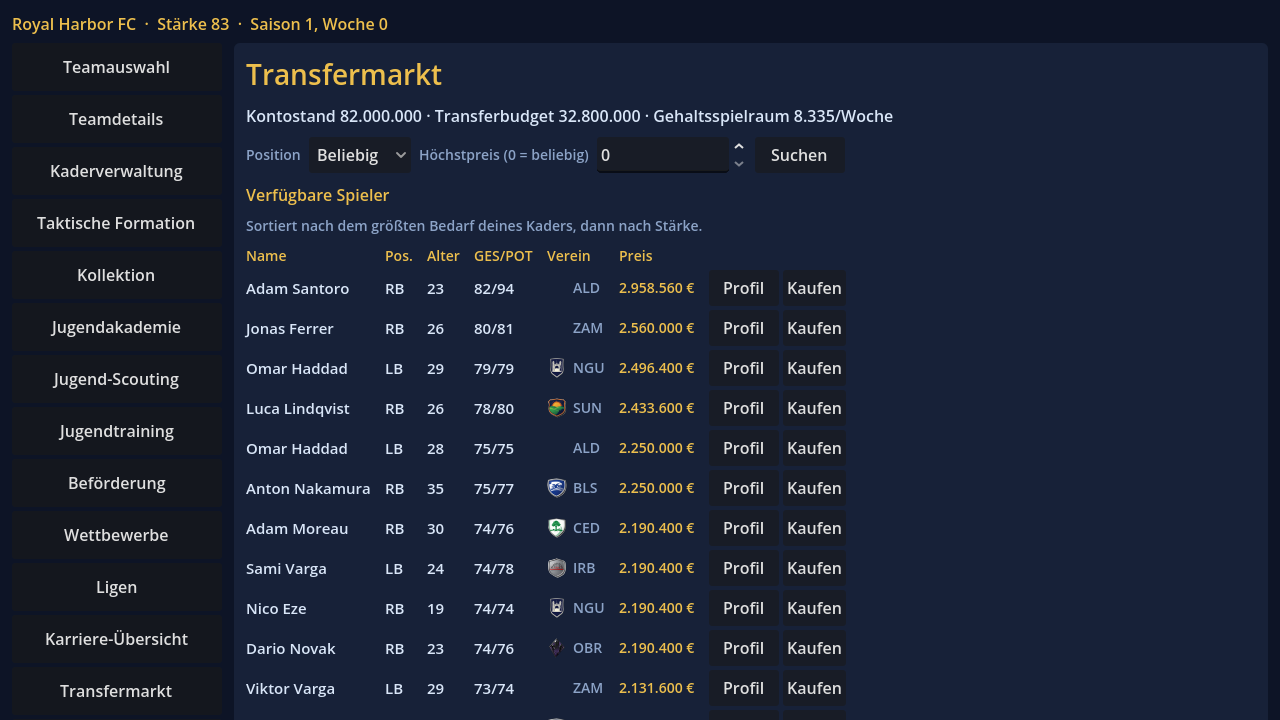 Royal Harbor FC · Stärke 83 · Saison 1, Woche 0
Teamauswahl
Teamdetails
Kaderverwaltung
Taktische Formation
Kollektion
Jugendakademie
Jugend-Scouting
Jugendtraining
Beförderung
Wettbewerbe
Ligen
Karriere-Übersicht
Transfermarkt
Transfermarkt
Kontostand 82.000.000 · Transferbudget 32.800.000 · Gehaltsspielraum 8.335/Woche
Position Beliebig Höchstpreis (0 = beliebig) 0 Suchen
Verfügbare Spieler
Sortiert nach dem größten Bedarf deines Kaders, dann nach Stärke.
Name Pos. Alter GES/POT Verein Preis
Adam Santoro RB 23 82/94 ALD 2.958.560 € Profil Kaufen
Jonas Ferrer RB 26 80/81 ZAM 2.560.000 € Profil Kaufen
Omar Haddad LB 29 79/79 NGU 2.496.400 € Profil Kaufen
Luca Lindqvist RB 26 78/80 SUN 2.433.600 € Profil Kaufen
Omar Haddad LB 28 75/75 ALD 2.250.000 € Profil Kaufen
Anton Nakamura RB 35 75/77 BLS 2.250.000 € Profil Kaufen
Adam Moreau RB 30 74/76 CED 2.190.400 € Profil Kaufen
Sami Varga LB 24 74/78 IRB 2.190.400 € Profil Kaufen
Nico Eze RB 19 74/74 NGU 2.190.400 € Profil Kaufen
Dario Novak RB 23 74/76 OBR 2.190.400 € Profil Kaufen
Viktor Varga LB 29 73/74 ZAM 2.131.600 € Profil Kaufen